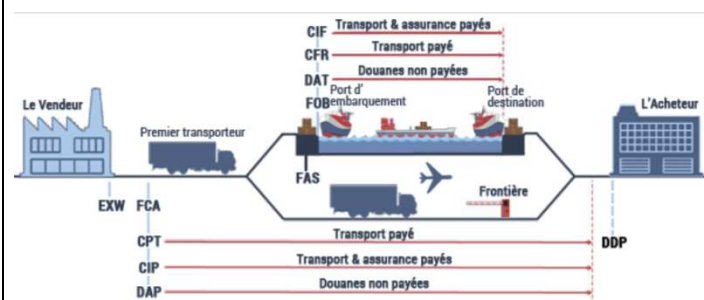 CIF Transport & assurance payés
CFR Transport payé
DAT Douanes non payées
FOB
Port d'
embarquement
Port de
destination
Le Vendeur
L'Acheteur
Premier transporteur
FAS
Frontière
EXW FCA
CPT Transport payé
DDP
CIP Transport & assurance payés
DAP Douanes non payées